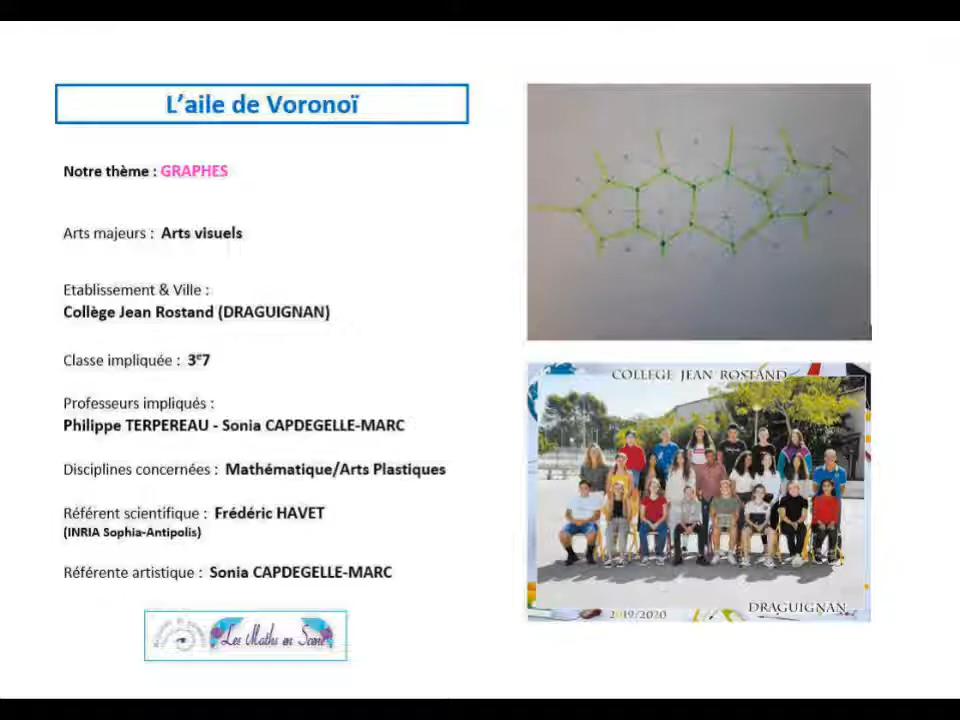 L'aile de Voronoï
Notre thème : GRAPHES
Arts majeurs : Arts visuels
Etablissement & Ville :
Collège Jean Rostand (DRAGUIGNAN)
Classe impliquée : 3e7
Professeurs impliqués :
Philippe TERPEREAU - Sonia CAPDEGELLE-MARC
Disciplines concernées : Mathématique/Arts Plastiques
Référent scientifique : Frédéric HAVET
(INRIA Sophia-Antipolis)
Référente artistique : Sonia CAPDEGELLE-MARC
Les Maths en Scène
COLLEGE JEAN ROSTAND
2019/2020
DRAGUIGNAN